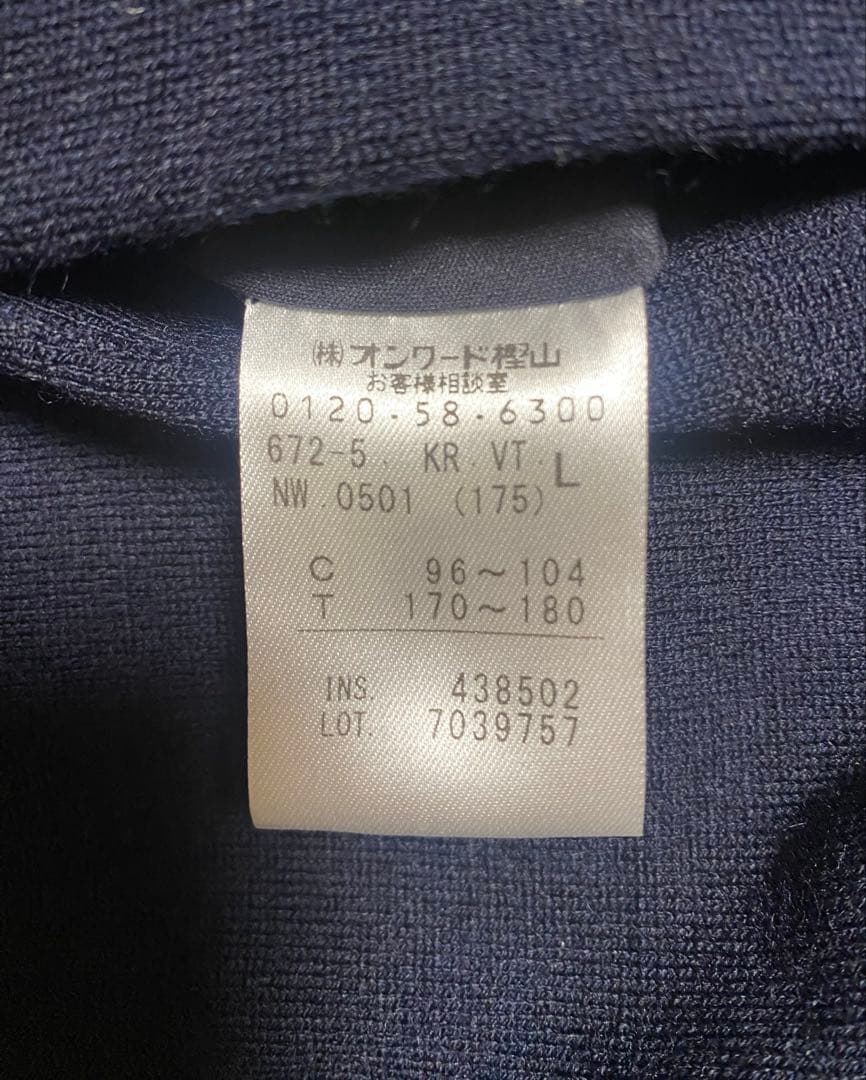 (株)オンワード樫山
お客様相談室
0120・58・6300
672-5. KR.VT. L
NW.0501 (175)
C 96~104
T 170~180
INS. 438502
LOT. 7039757